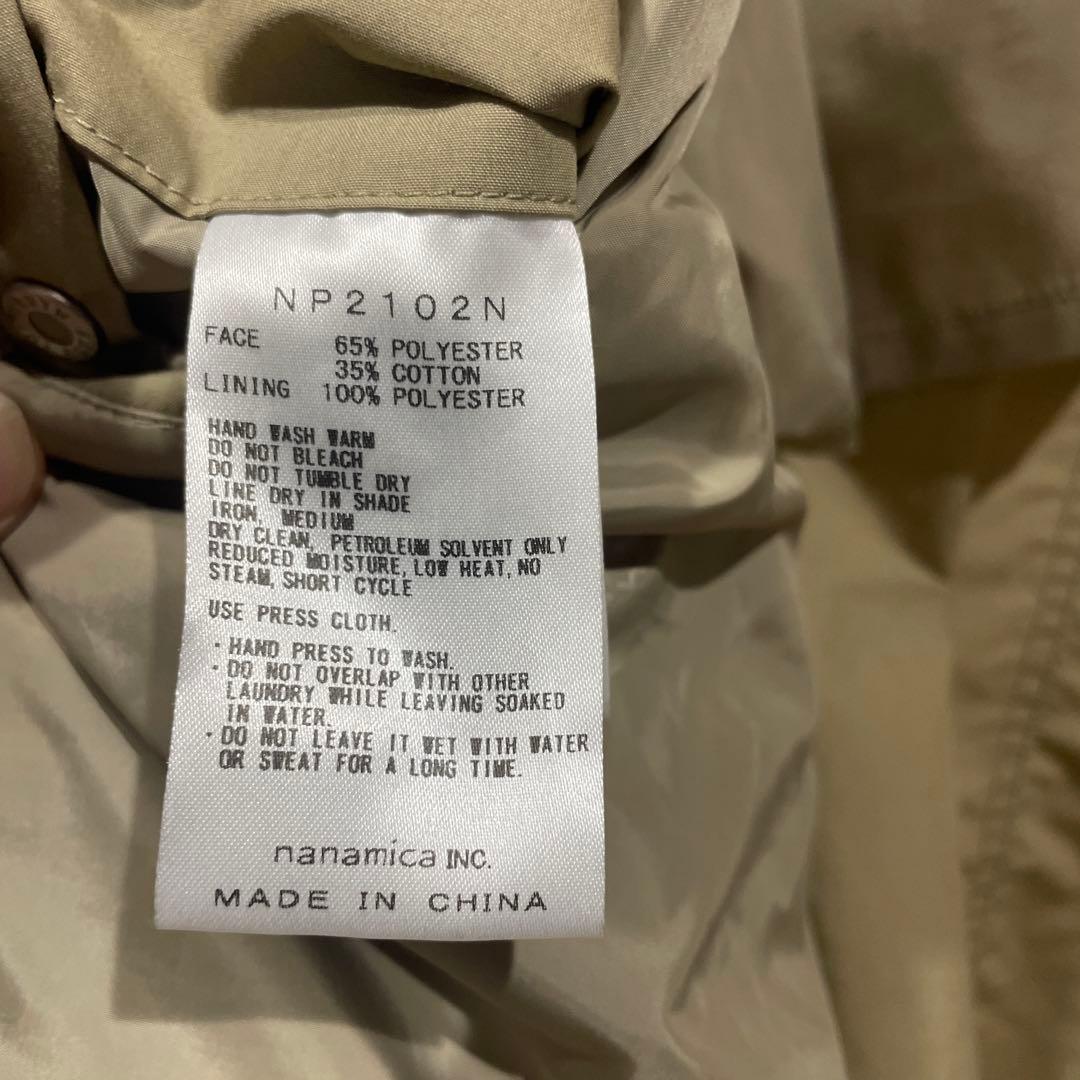 NP2102N
FACE 65% POLYESTER
35% COTTON
LINING 100% POLYESTER
HAND WASH WARM
DO NOT BLEACH
DO NOT TUMBLE DRY
LINE DRY IN SHADE
IRON, MEDIUM
DRY CLEAN, PETROLEUM SOLVENT ONLY
REDUCED MOISTURE, LOW HEAT, NO
STEAM, SHORT CYCLE
USE PRESS CLOTH.
・HAND PRESS TO WASH.
・DO NOT OVERLAP WITH OTHER
LAUNDRY WHILE LEAVING SOAKED
IN WATER.
・DO NOT LEAVE IT WET WITH WATER
OR SWEAT FOR A LONG TIME.
nanamica INC.
MADE IN CHINA